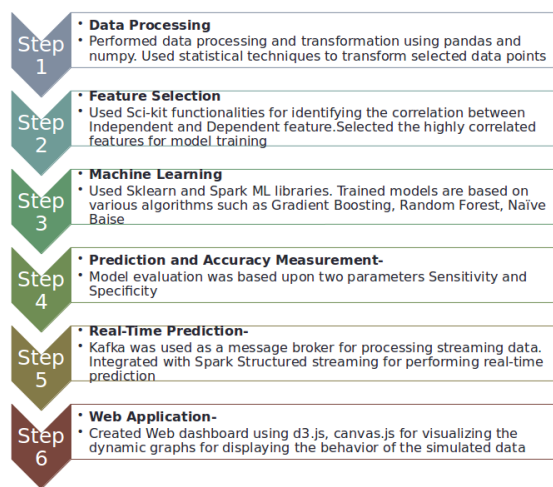 Step
1
• Data Processing
• Performed data processing and transformation using pandas and
numpy. Used statistical techniques to transform selected data points
Step
2
• Feature Selection
• Used Sci-kit functionalities for identifying the correlation between
Independent and Dependent feature.Selected the highly correlated
features for model training
Step
3
• Machine Learning
• Used Sklearn and Spark ML libraries. Trained models are based on
various algorithms such as Gradient Boosting, Random Forest, Naïve
Baise
Step
4
• Prediction and Accuracy Measurement-
• Model evaluation was based upon two parameters Sensitivity and
Specificity
Step
5
• Real-Time Prediction-
• Kafka was used as a message broker for processing streaming data.
Integrated with Spark Structured streaming for performing real-time
prediction
Step
6
• Web Application-
• Created Web dashboard using d3.js, canvas.js for visualizing the
dynamic graphs for displaying the behavior of the simulated data